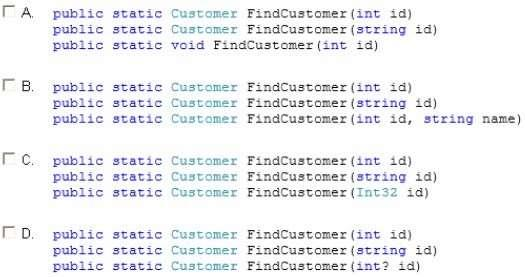 A. public static Customer FindCustomer(int id)
public static Customer FindCustomer(string id)
public static void FindCustomer(int id)
B. public static Customer FindCustomer(int id)
public static Customer FindCustomer(string id)
public static Customer FindCustomer(int id, string name)
C. public static Customer FindCustomer(int id)
public static Customer FindCustomer(string id)
public static Customer FindCustomer(Int32 id)
D. public static Customer FindCustomer(int id)
public static Customer FindCustomer(string id)
public static Customer FindCustomer(int? id)